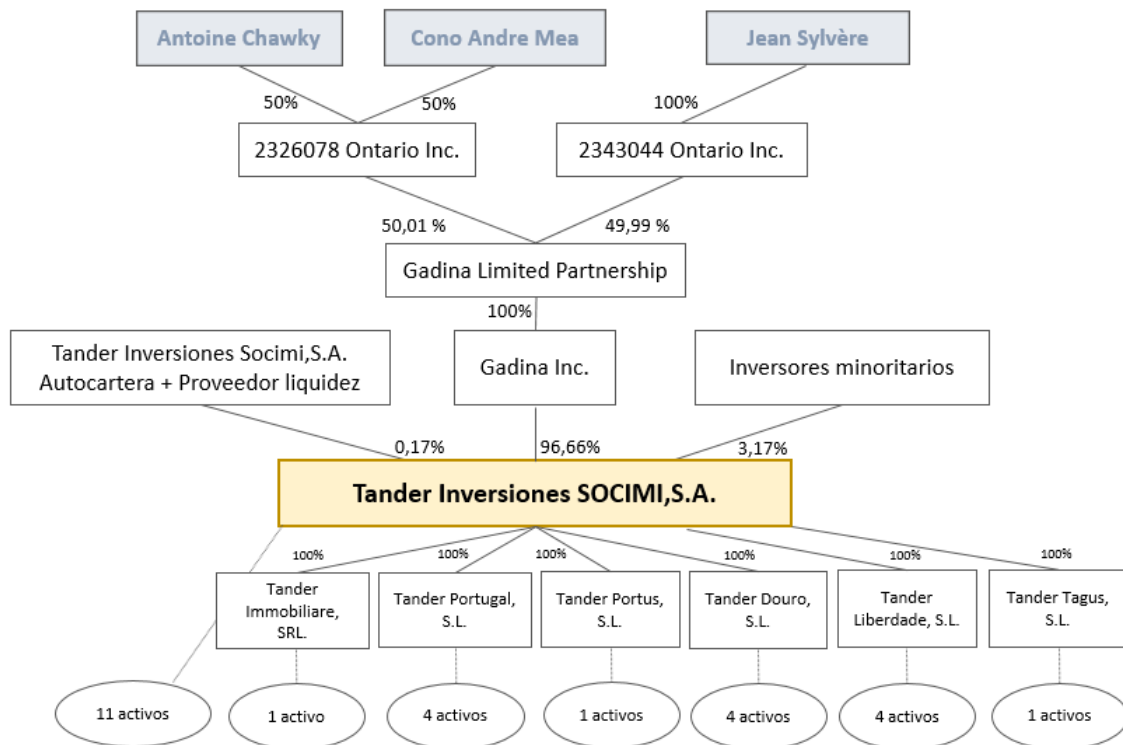 Antoine Chawky
Cono Andre Mea
Jean Sylvère
50%
50%
100%
2326078 Ontario Inc.
2343044 Ontario Inc.
50,01 %
49,99 %
Gadina Limited Partnership
100%
Tander Inversiones Socimi,S.A.
Autocartera + Proveedor liquidez
Gadina Inc.
Inversores minoritarios
0,17%
96,66%
3,17%
Tander Inversiones SOCIMI,S.A.
100%
100%
100%
100%
100%
100%
Tander
Immobiliare,
SRL.
Tander Portugal,
S.L.
Tander Portus,
S.L.
Tander Douro,
S.L.
Tander
Liberdade, S.L.
Tander Tagus,
S.L.
11 activos
1 activo
4 activos
1 activos
4 activos
4 activos
1 activos